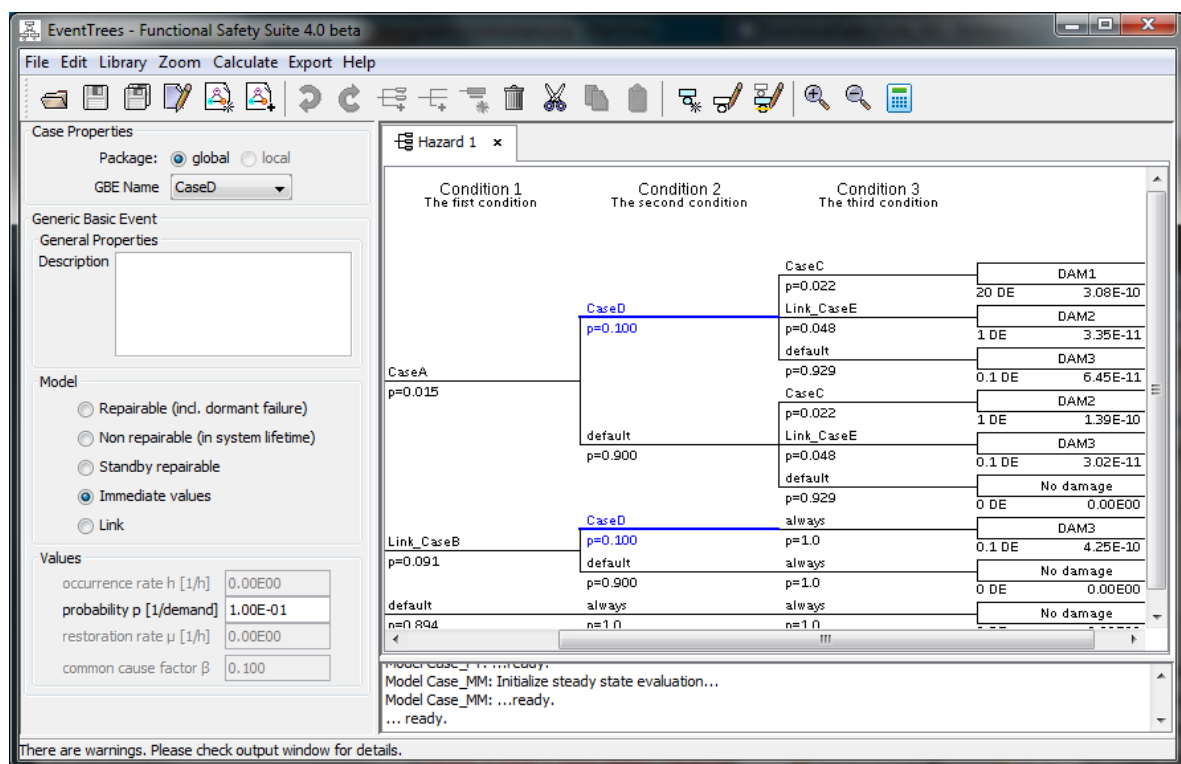 EventTrees - Functional Safety Suite 4.0 beta
File Edit Library Zoom Calculate Export Help
Case Properties
Package: global local
GBE Name CaseD
Generic Basic Event
General Properties
Description
Model
Repairable (incl. dormant failure)
Non repairable (in system lifetime)
Standby repairable
Immediate values
Link
Values
occurrence rate h [1/h] 0.00E00
probability p [1/demand] 1.00E-01
restoration rate μ [1/h] 0.00E00
common cause factor β 0.100
Hazard 1 x
Condition 1 Condition 2 Condition 3
The first condition The second condition The third condition
CaseC DAM1
p=0.022 20 DE 3.08E-10
CaseD Link_CaseE DAM2
p=0.100 p=0.048 1 DE 3.35E-11
default DAM3
CaseA p=0.929 0.1 DE 6.45E-11
p=0.015 CaseC DAM2
p=0.022 1 DE 1.39E-10
default Link_CaseE DAM3
p=0.900 p=0.048 0.1 DE 3.02E-11
default No damage
p=0.929 0 DE 0.00E00
CaseD always DAM3
Link_CaseB p=0.100 p=1.0 0.1 DE 4.25E-10
p=0.091 default always No damage
p=0.900 p=1.0 0 DE 0.00E00
default always always No damage
p=0.894 p=1.0 p=1.0
Model Case_MM: Initialize steady state evaluation...
Model Case_MM: ...ready.
... ready.
There are warnings. Please check output window for details.